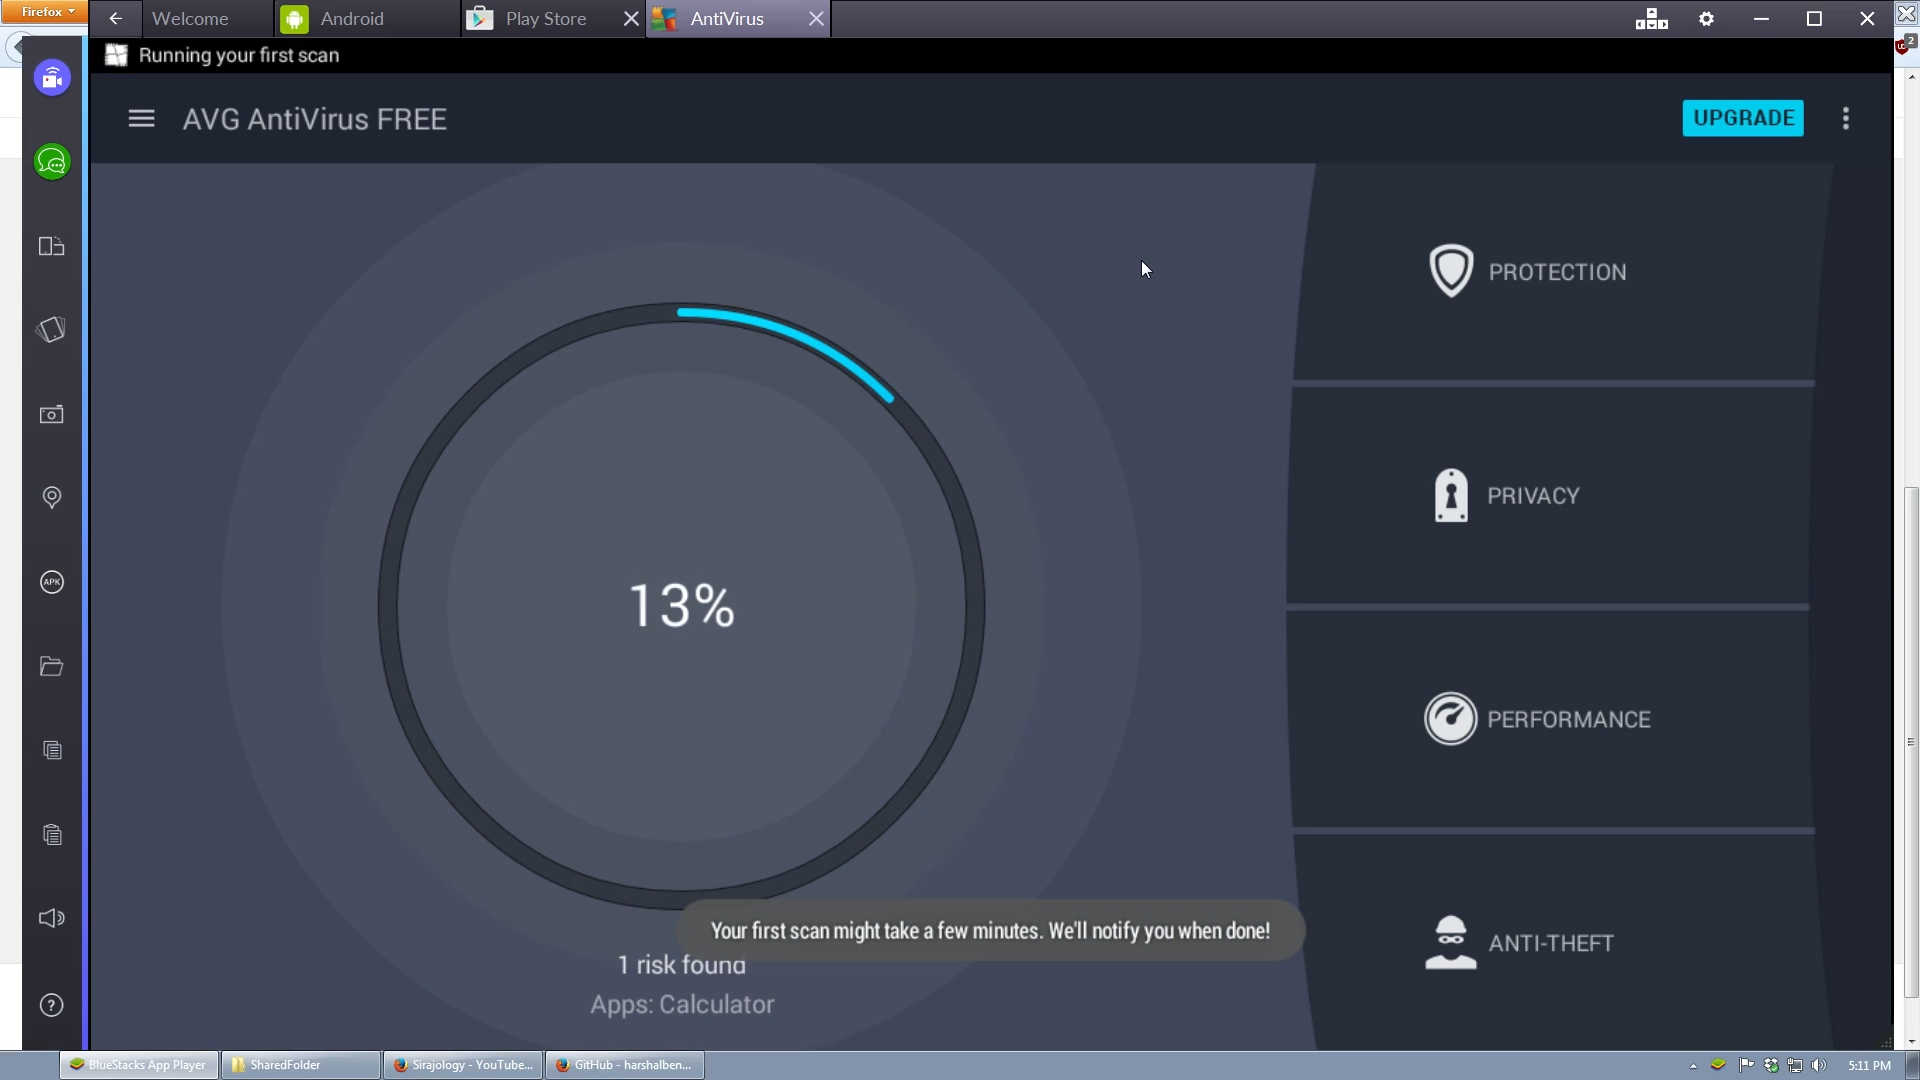 Firefox
Welcome
Android
Play Store
AntiVirus
2
Running your first scan
AVG AntiVirus FREE
UPGRADE
PROTECTION
PRIVACY
13%
APK
PERFORMANCE
Your first scan might take a few minutes. We'll notify you when done!
1 risk found
ANTI-THEFT
Apps: Calculator
BlueStacks App Player
SharedFolder
Sirajology - YouTube...
GitHub - harshalben...
5:11 PM